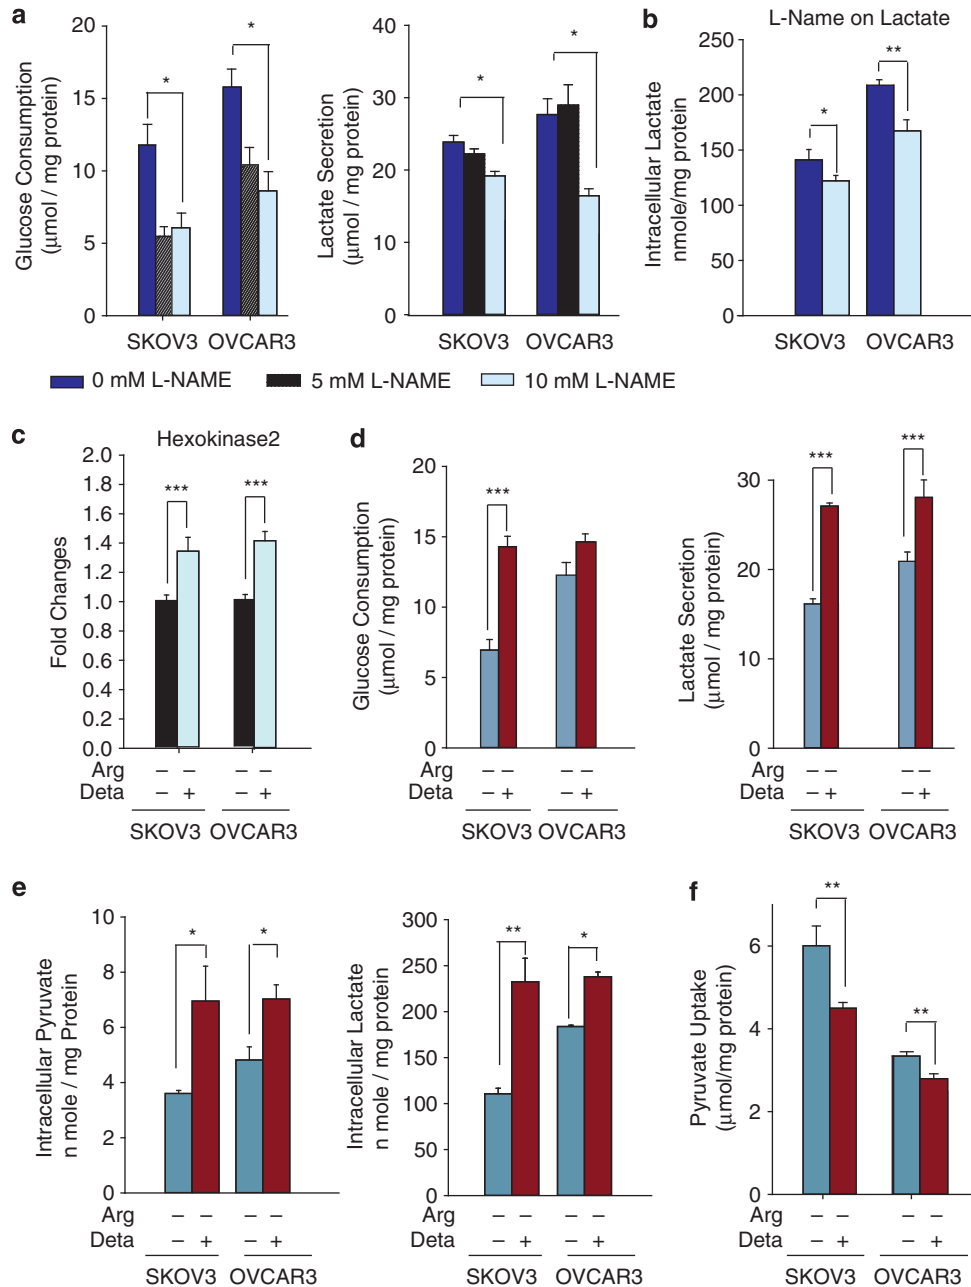 a
Glucose Consumption
(μmol / mg protein)
20
15
10
5
0
*
*
SKOV3 OVCAR3
Lactate Secretion
(μmol / mg protein)
40
30
20
10
0
*
*
SKOV3 OVCAR3
0 mM L-NAME 5 mM L-NAME 10 mM L-NAME
b
L-Name on Lactate
Intracellular Lactate
nmole/mg protein
250
200
150
100
50
0
*
**
SKOV3 OVCAR3
c
Hexokinase2
Fold Changes
2.0
1.8
1.6
1.4
1.2
1.0
0.8
0.6
0.4
0.2
0.0
***
***
Arg – – – –
Deta – + – +
SKOV3 OVCAR3
d
Glucose Consumption
(μmol / mg protein)
20
15
10
5
0
***
– – – –
– + – +
SKOV3 OVCAR3
Arg
Deta
Lactate Secretion
(μmol / mg protein)
30
20
10
0
***
***
– – – –
– + – +
SKOV3 OVCAR3
e
Intracellular Pyruvate
n mole / mg Protein
10
8
6
4
2
0
*
*
Arg – – – –
Deta – + – +
SKOV3 OVCAR3
Intracellular Lactate
n mole / mg protein
300
250
200
150
100
50
0
**
*
Arg – – – –
Deta – + – +
SKOV3 OVCAR3
f
Pyruvate Uptake
(μmol/mg protein)
6
4
2
0
**
**
Arg – – – –
Deta – + – +
SKOV3 OVCAR3